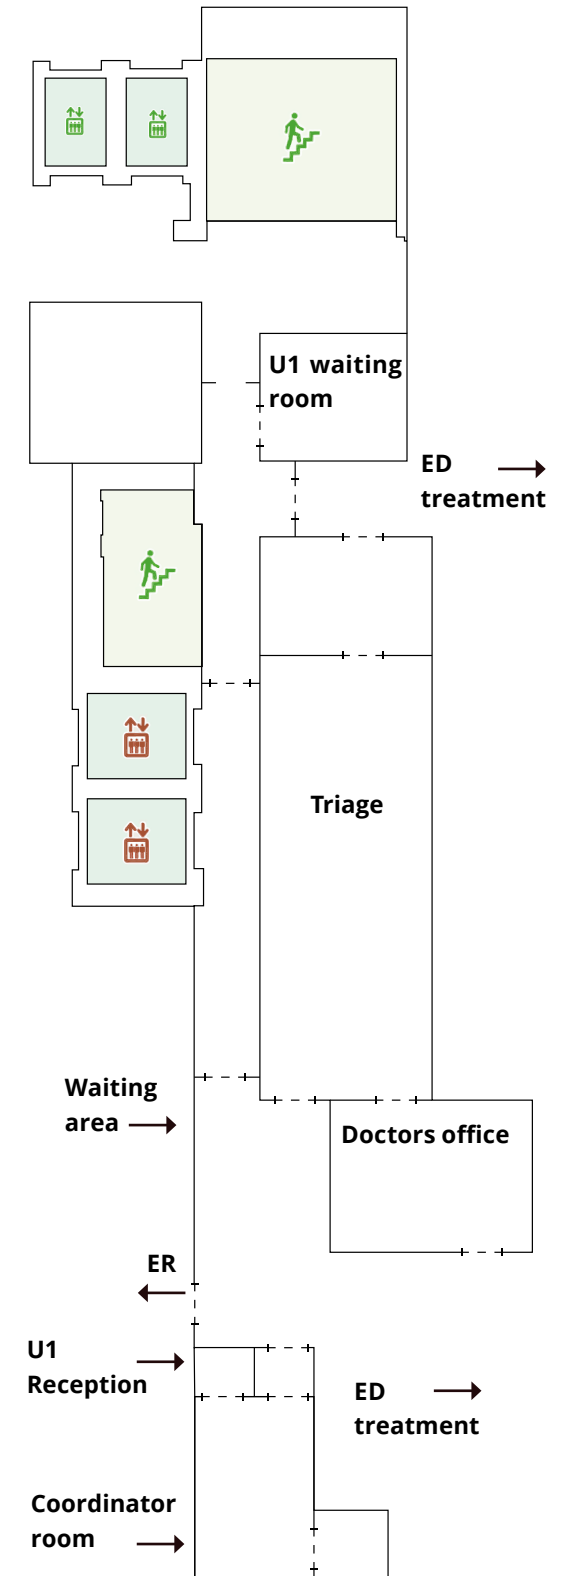 U1 waiting
room
ED
treatment
Triage
Waiting
area
Doctors office
ER
U1
Reception
ED
treatment
Coordinator
room